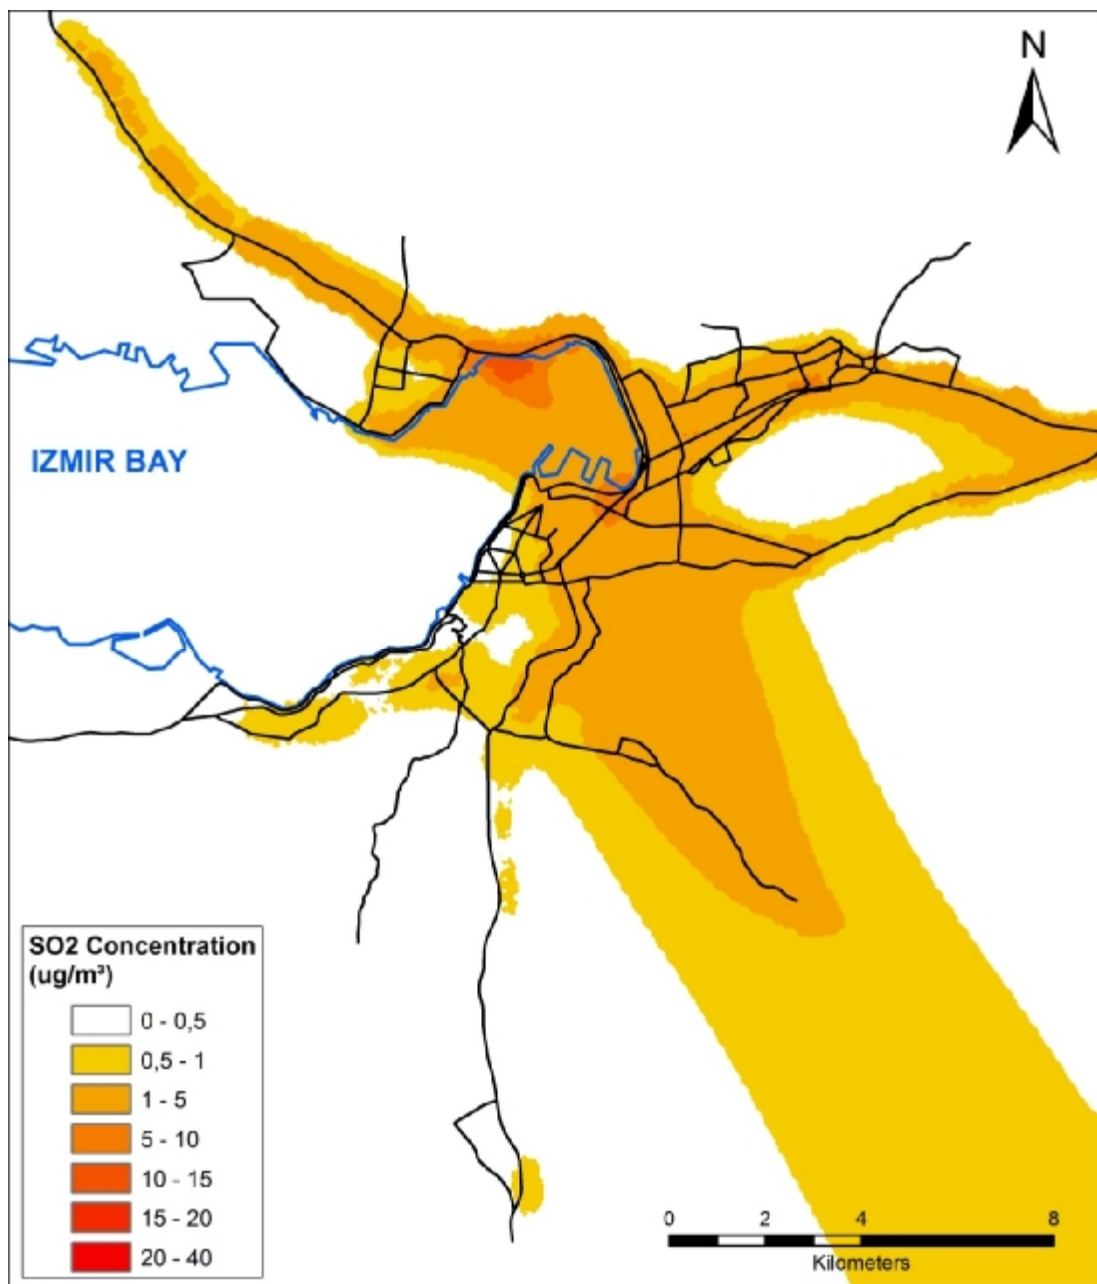 N
IZMIR BAY
SO2 Concentration
(ug/m³)
0 - 0,5
0,5 - 1
1 - 5
5 - 10
10 - 15
15 - 20
20 - 40
0 2 4 8
Kilometers